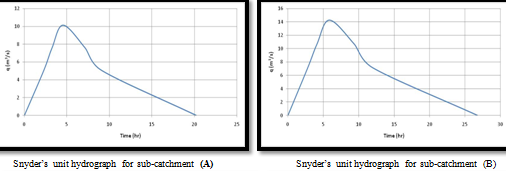 12
10
8
6
4
2
0
q (m³/s)
0 5 10 15 20 25
Time (hr)
Snyder's unit hydrograph for sub-catchment (A)
16
14
12
10
8
6
4
2
0
q (m³/s)
0 5 10 15 20 25 30
Time (hr)
Snyder's unit hydrograph for sub-catchment (B)